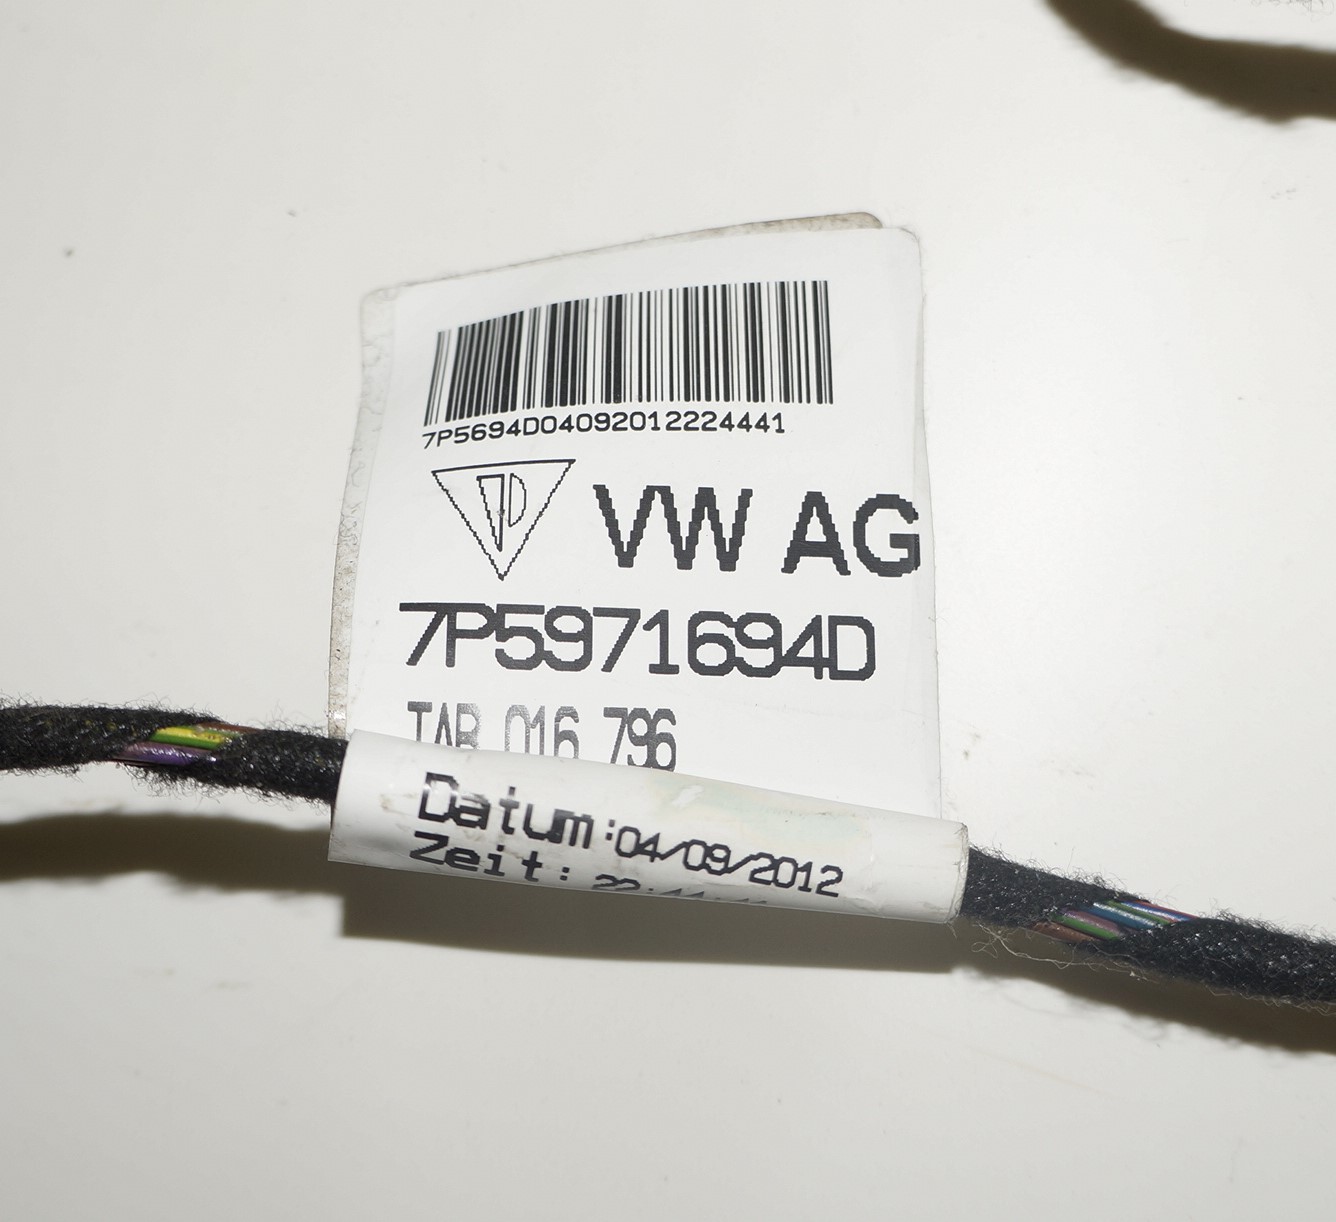 7P5694D04092012224441
VW AG
7P5971694D
TAB 016 796
Datum:04/09/2012
Zeit: